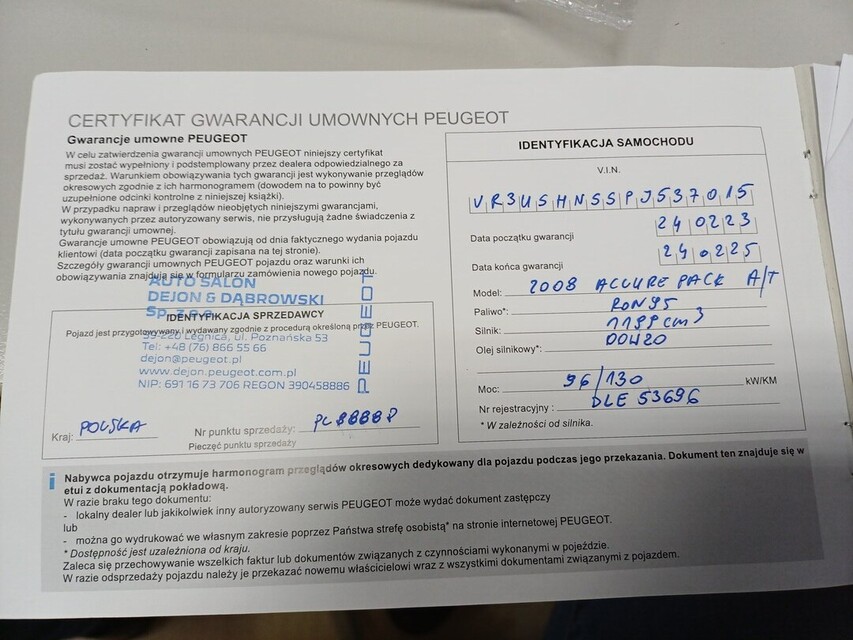 CERTYFIKAT GWARANCJI UMOWNYCH PEUGEOT
Gwarancje umowne PEUGEOT
W celu zatwierdzenia gwarancji umownych PEUGEOT niniejszy certyfikat
musi zostać wypełniony i podstemplowany przez dealera odpowiedzialnego za
sprzedaż. Warunkiem obowiązywania tych gwarancji jest wykonywanie przeglądów
okresowych zgodnie z ich harmonogramem (dowodem na to powinny być
uzupełnione odcinki kontrolne z niniejszej książki).
W przypadku napraw i przeglądów nieobjętych niniejszymi gwarancjami,
wykonywanych przez autoryzowany serwis, nie przysługują żadne świadczenia z
tytułu gwarancji umownej.
Gwarancje umowne PEUGEOT obowiązują od dnia faktycznego wydania pojazdu
klientowi (data początku gwarancji zapisana na tej stronie).
Szczegóły gwarancji umownych PEUGEOT pojazdu oraz warunki ich
obowiązywania znajdują się w formularzu zamówienia nowego pojazdu.
AUTO SALON
DEJON & DĄBROWSKI
Sp. z o.o.
IDENTYFIKACJA SPRZEDAWCY
Pojazd jest przygotowywany i wydawany zgodnie z procedurą określoną przez PEUGEOT.
59-220 Legnica, ul. Poznańska 53
Tel: +48 (76) 866 55 66
dejon@peugeot.pl
www.dejon.peugeot.com.pl
NIP: 691 16 73 706 REGON 390458886
PEUGEOT
Kraj: POLSKA
Nr punktu sprzedaży:
Pieczęć punktu sprzedaży
IDENTYFIKACJA SAMOCHODU
V.I.N.
VR3USHNSSPJ537015
Data początku gwarancji 240223
Data końca gwarancji 240225
Model: 2008 ACCURE PACK A/T
Paliwo*: RON95
Silnik: 1199 cm3
Olej silnikowy*: 00W20
Moc: 96/130 kW/KM
Nr rejestracyjny : DLE 53696
* W zależności od silnika.
i
Nabywca pojazdu otrzymuje harmonogram przeglądów okresowych dedykowany dla pojazdu podczas jego przekazania. Dokument ten znajduje się w
etui z dokumentacją pokładową.
W razie braku tego dokumentu:
- lokalny dealer lub jakikolwiek inny autoryzowany serwis PEUGEOT może wydać dokument zastępczy
lub
- można go wydrukować we własnym zakresie poprzez Państwa strefę osobistą* na stronie internetowej PEUGEOT.
* Dostępność jest uzależniona od kraju.
Zaleca się przechowywanie wszelkich faktur lub dokumentów związanych z czynnościami wykonanymi w pojeździe.
W razie odsprzedaży pojazdu należy je przekazać nowemu właścicielowi wraz z wszystkimi dokumentami związanymi z pojazdem.